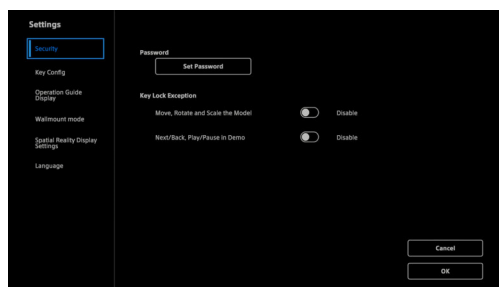 Settings
Security
Key Config
Operation Guide
Display
Wallmount mode
Spatial Reality Display
Settings
Language
Password
Set Password
Key Lock Exception
Move, Rotate and Scale the Model
Disable
Next/Back, Play/Pause in Demo
Disable
Cancel
OK